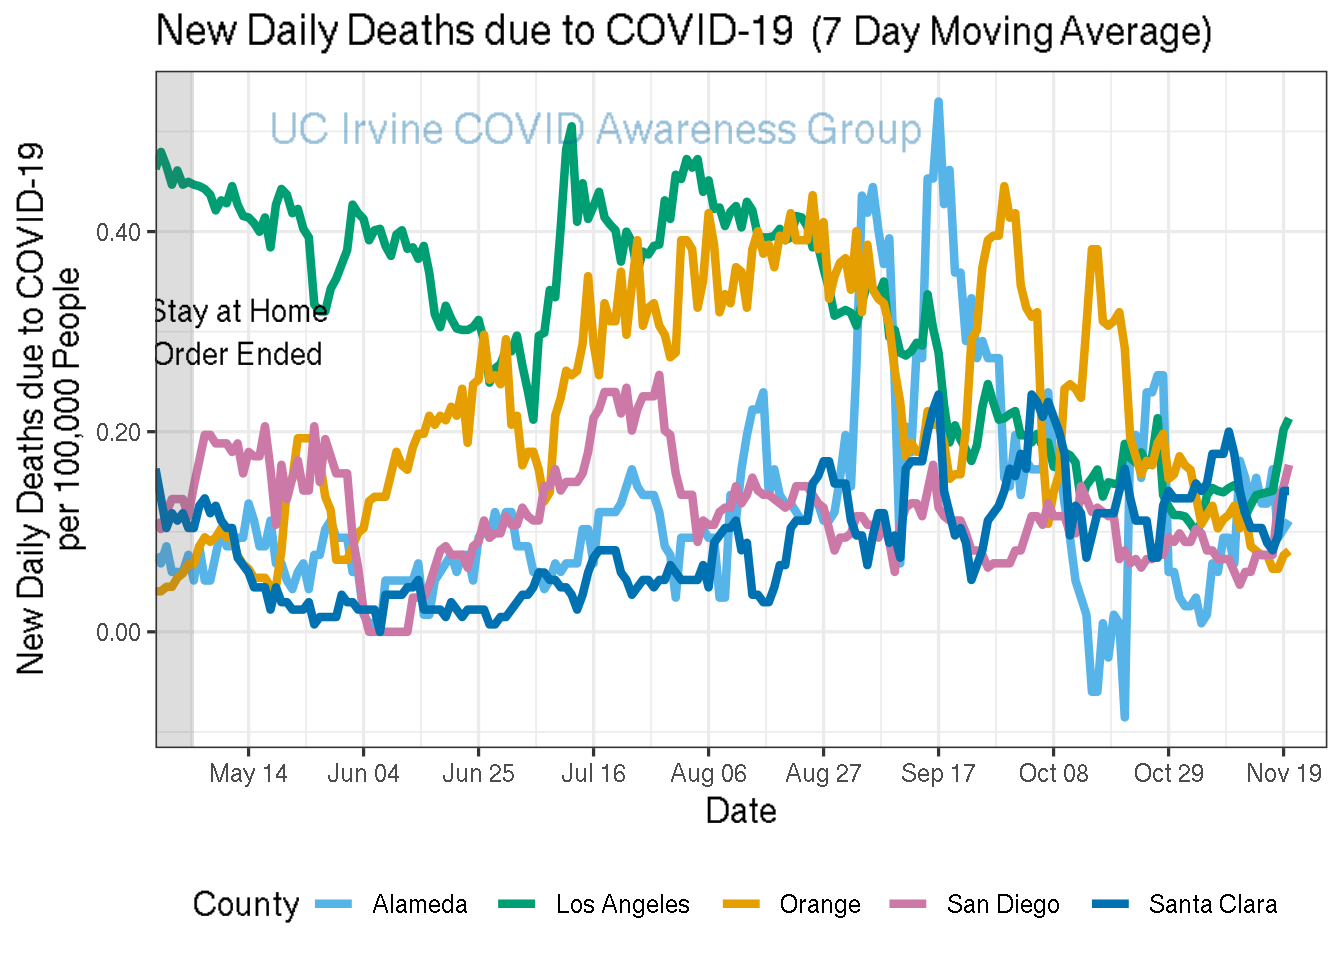 New Daily Deaths due to COVID-19 (7 Day Moving Average)
UC Irvine COVID Awareness Group
New Daily Deaths due to COVID-19
per 100,000 People
0.40
0.20
0.00
Stay at Home
Order Ended
May 14 Jun 04 Jun 25 Jul 16 Aug 06 Aug 27 Sep 17 Oct 08 Oct 29 Nov 19
Date
County Alameda Los Angeles Orange San Diego Santa Clara